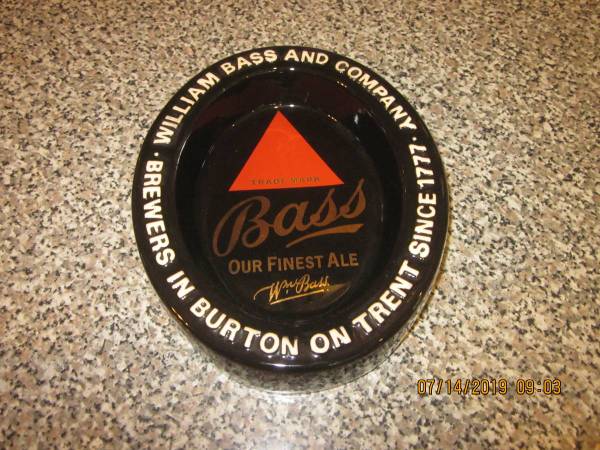 WILLIAM BASS AND COMPANY
· BREWERS IN BURTON ON TRENT SINCE 1777 ·
TRADE MARK
Bass
OUR FINEST ALE
Wm Bass
07/14/2019 09:03